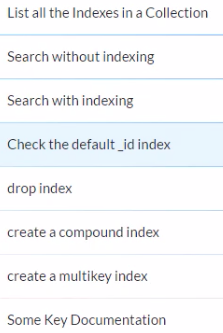 List all the Indexes in a Collection
Search without indexing
Search with indexing
Check the default _id index
drop index
create a compound index
create a multikey index
Some Key Documentation